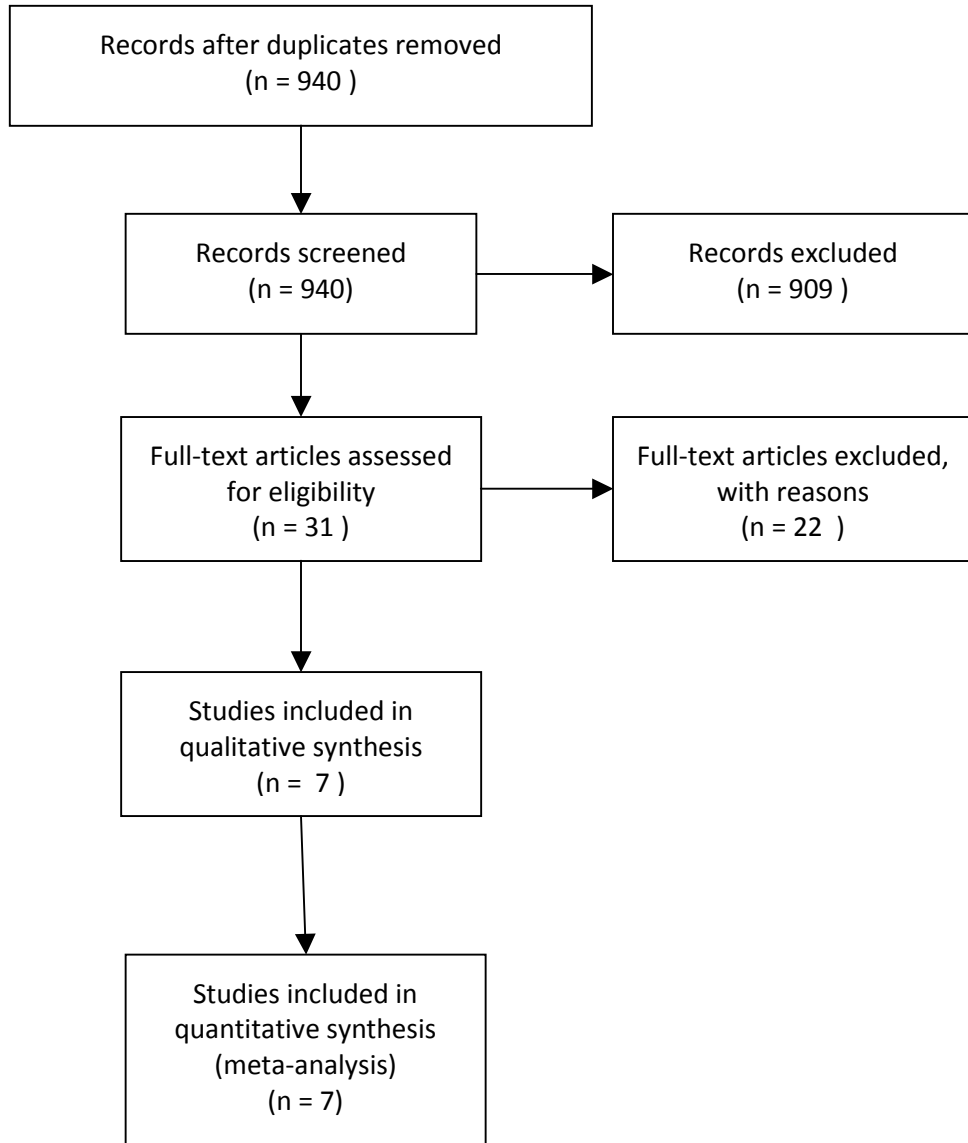 Records after duplicates removed
(n = 940 )
Records screened
(n = 940)
Records excluded
(n = 909 )
Full-text articles assessed
for eligibility
(n = 31 )
Full-text articles excluded,
with reasons
(n = 22  )
Studies included in
qualitative synthesis
(n =  7 )
Studies included in
quantitative synthesis
(meta-analysis)
(n = 7)